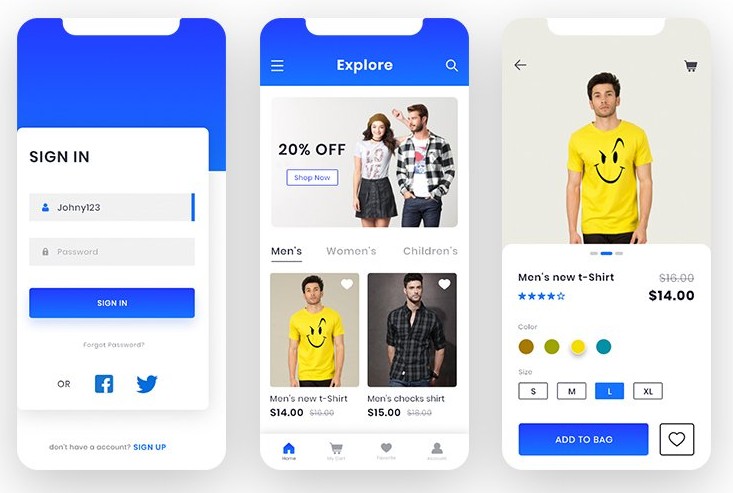 SIGN IN
Johny123
Password
SIGN IN
Forgot Password?
OR
don't have a account? SIGN UP
Explore
20% OFF
Shop Now
Men's Women's Children's
Men's new t-Shirt
$14.00 $16.00
Men's checks shirt
$15.00 $18.00
Home My Cart Favorite Account
Men's new t-Shirt $16.00
$14.00
Color
Size
S M L XL
ADD TO BAG